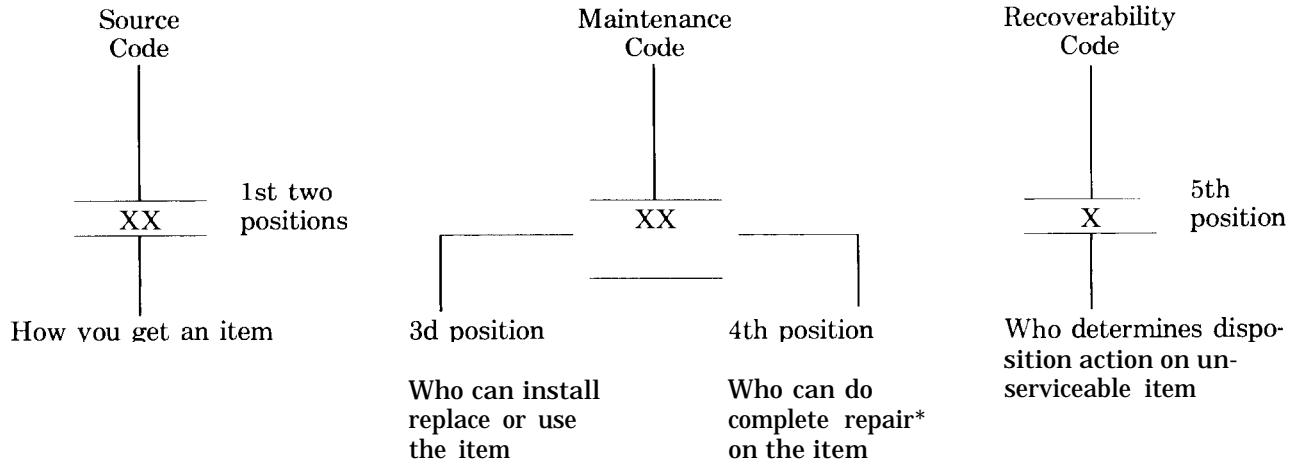 Source
Code
Maintenance
Code
Recoverability
Code
XX
1st two
positions
XX
X
5th
position
How you get an item
3d position
Who can install
replace or use
the item
4th position
Who can do
complete repair*
on the item
Who determines dispo-
sition action on un-
serviceable item